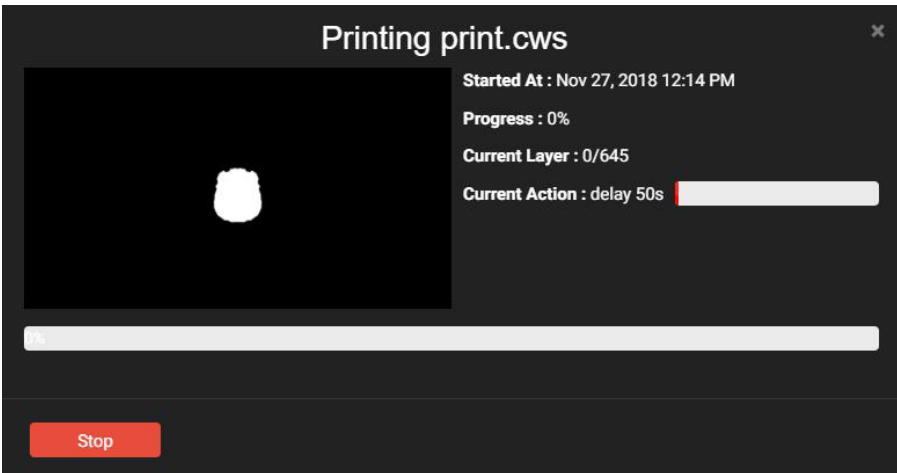 Printing print.cws
×
Started At : Nov 27, 2018 12:14 PM
Progress : 0%
Current Layer : 0/645
Current Action : delay 50s
0%
Stop